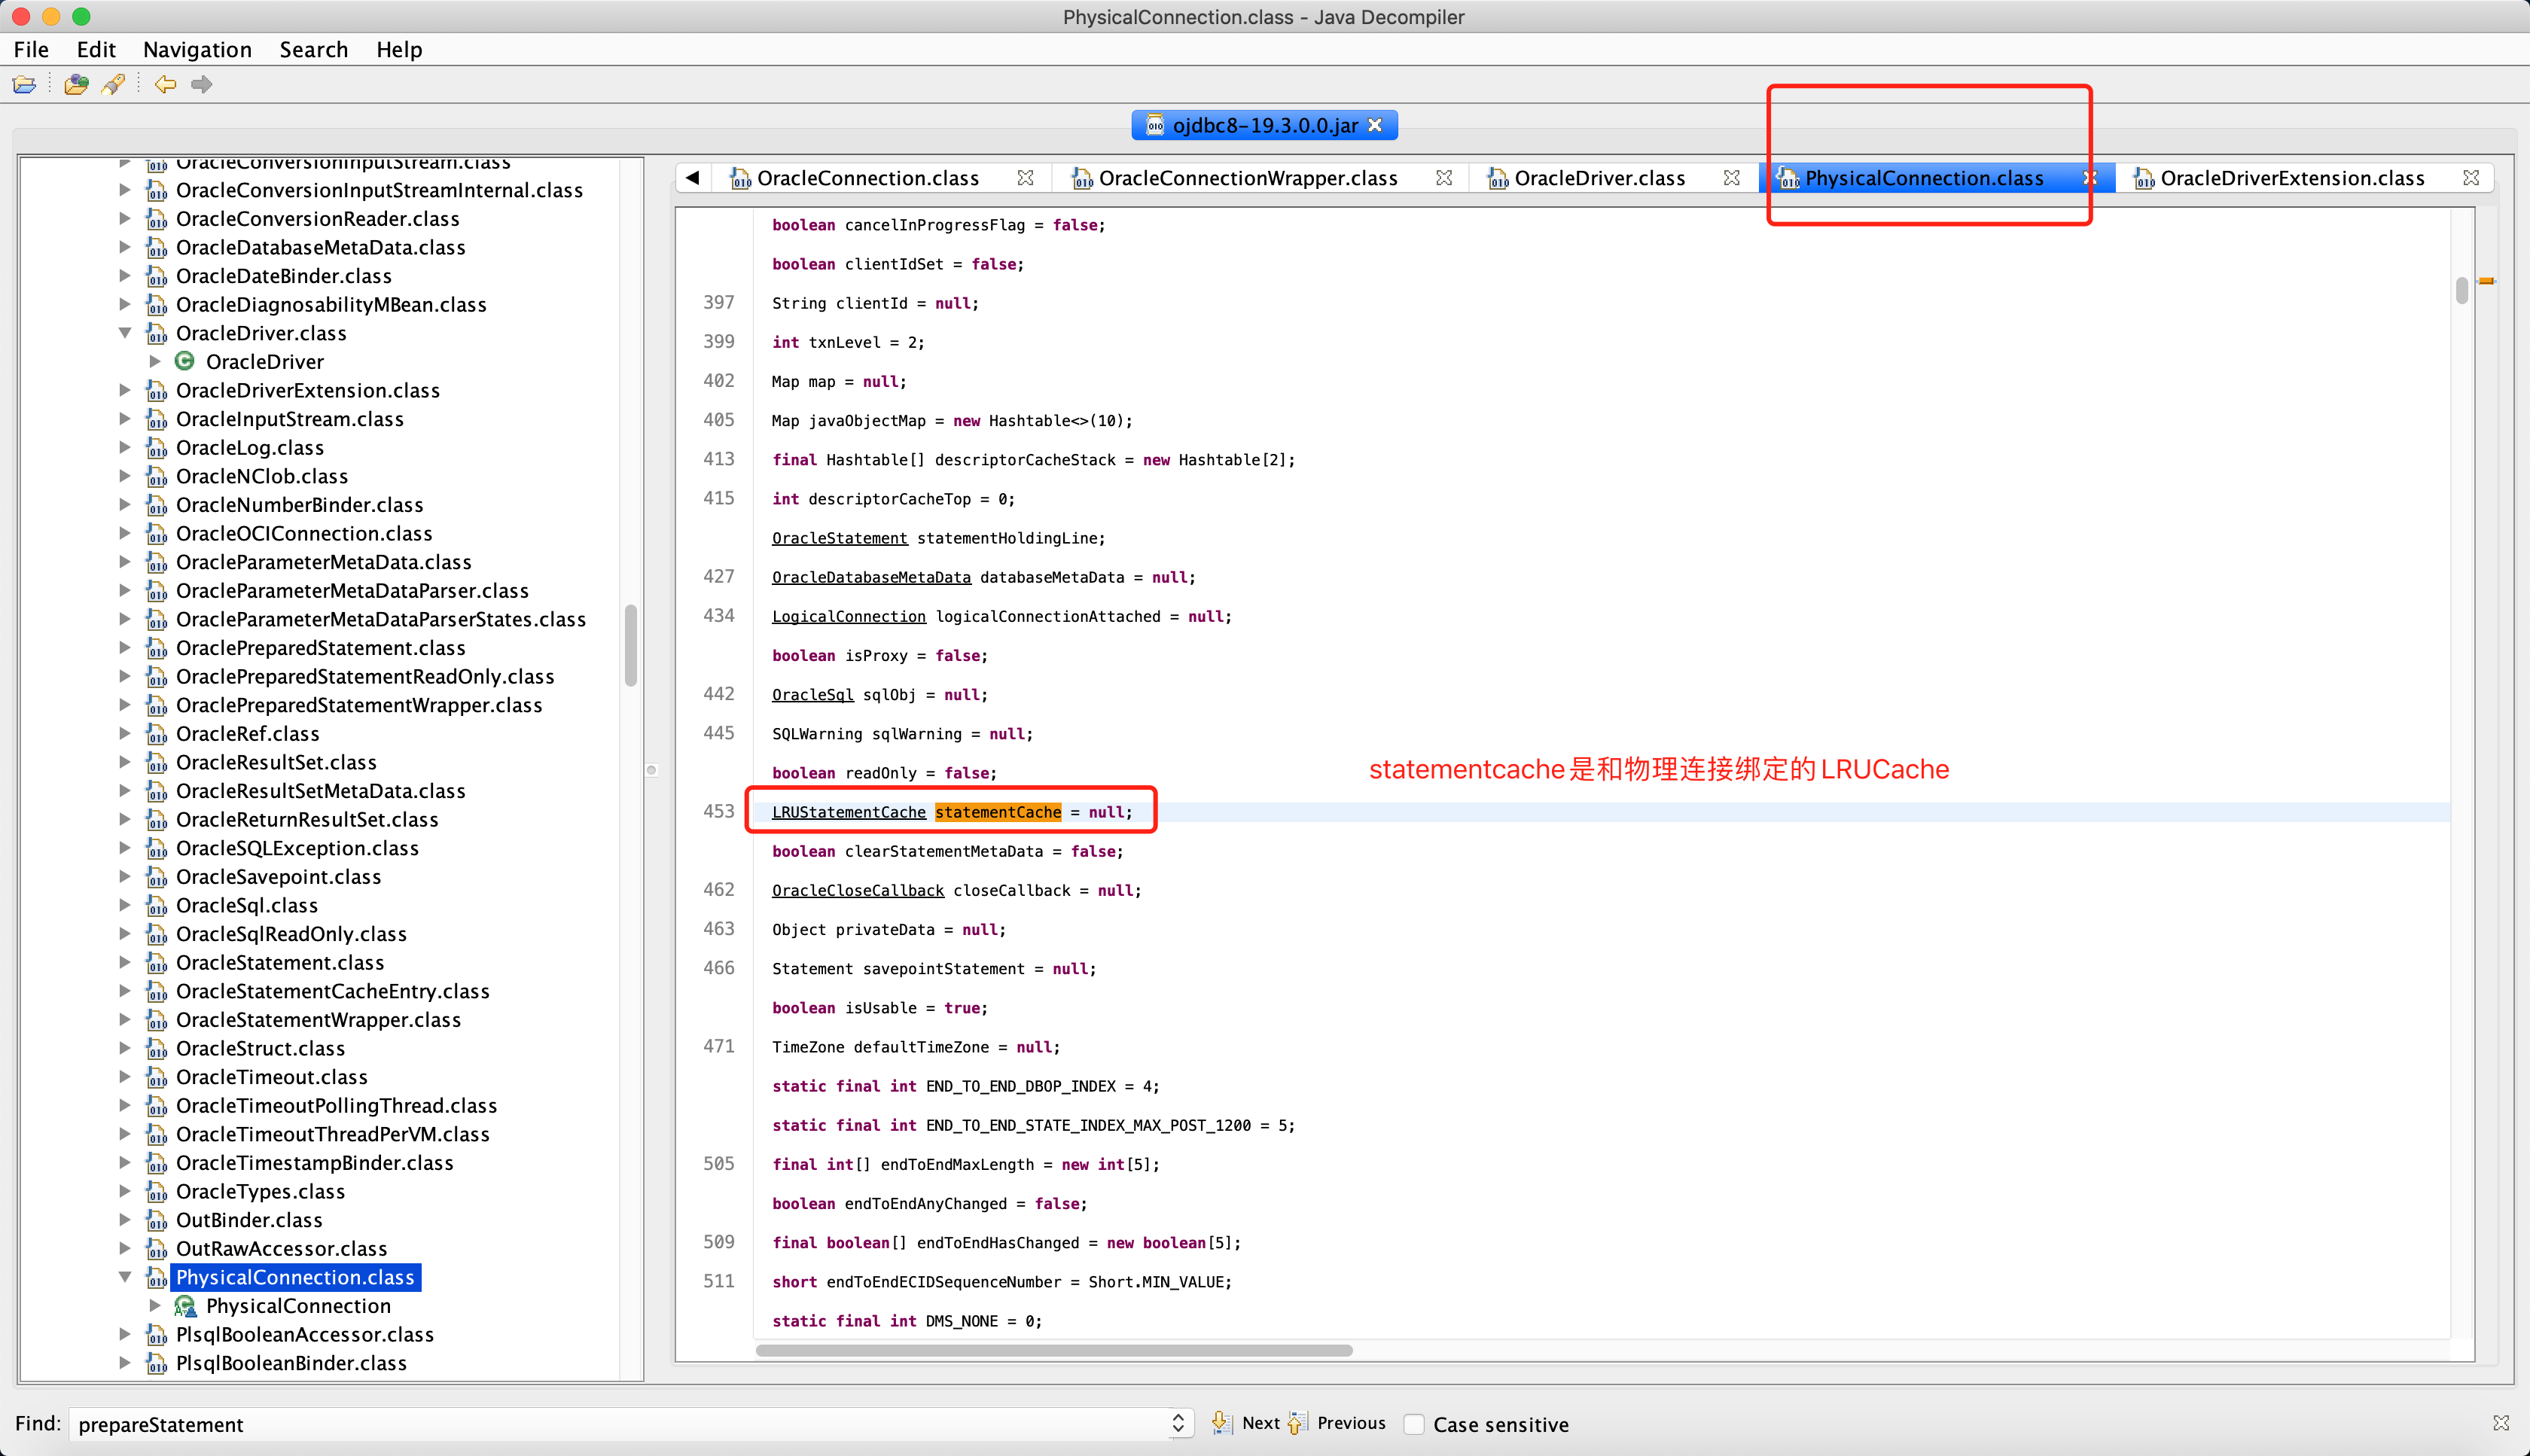 PhysicalConnection.class - Java Decompiler
File Edit Navigation Search Help
ojdbc8-19.3.0.0.jar
OracleConversionInputStream.class
OracleConversionInputStreamInternal.class
OracleConversionReader.class
OracleDatabaseMetaData.class
OracleDateBinder.class
OracleDiagnosabilityMBean.class
OracleDriver.class
OracleDriver
OracleDriverExtension.class
OracleInputStream.class
OracleLog.class
OracleNClob.class
OracleNumberBinder.class
OracleOCIConnection.class
OracleParameterMetaData.class
OracleParameterMetaDataParser.class
OracleParameterMetaDataParserStates.class
OraclePreparedStatement.class
OraclePreparedStatementReadOnly.class
OraclePreparedStatementWrapper.class
OracleRef.class
OracleResultSet.class
OracleResultSetMetaData.class
OracleReturnResultSet.class
OracleSQLException.class
OracleSavepoint.class
OracleSql.class
OracleSqlReadOnly.class
OracleStatement.class
OracleStatementCacheEntry.class
OracleStatementWrapper.class
OracleStruct.class
OracleTimeout.class
OracleTimeoutPollingThread.class
OracleTimeoutThreadPerVM.class
OracleTimestampBinder.class
OracleTypes.class
OutBinder.class
OutRawAccessor.class
PhysicalConnection.class
PhysicalConnection
PlsqlBooleanAccessor.class
PlsqlBooleanBinder.class
OracleConnection.class OracleConnectionWrapper.class OracleDriver.class PhysicalConnection.class OracleDriverExtension.class
boolean cancelInProgressFlag = false;
boolean clientIdSet = false;
397 String clientId = null;
399 int txnLevel = 2;
402 Map map = null;
405 Map javaObjectMap = new Hashtable<>(10);
413 final Hashtable[] descriptorCacheStack = new Hashtable[2];
415 int descriptorCacheTop = 0;
OracleStatement statementHoldingLine;
427 OracleDatabaseMetaData databaseMetaData = null;
434 LogicalConnection logicalConnectionAttached = null;
boolean isProxy = false;
442 OracleSql sqlObj = null;
445 SQLWarning sqlWarning = null;
boolean readOnly = false;
statementcache是和物理连接绑定的LRUCache
453 LRUStatementCache statementCache = null;
boolean clearStatementMetaData = false;
462 OracleCloseCallback closeCallback = null;
463 Object privateData = null;
466 Statement savepointStatement = null;
boolean isUsable = true;
471 TimeZone defaultTimeZone = null;
static final int END_TO_END_DBOP_INDEX = 4;
static final int END_TO_END_STATE_INDEX_MAX_POST_1200 = 5;
505 final int[] endToEndMaxLength = new int[5];
boolean endToEndAnyChanged = false;
509 final boolean[] endToEndHasChanged = new boolean[5];
511 short endToEndECIDSequenceNumber = Short.MIN_VALUE;
static final int DMS_NONE = 0;
Find: prepareStatement Next Previous Case sensitive